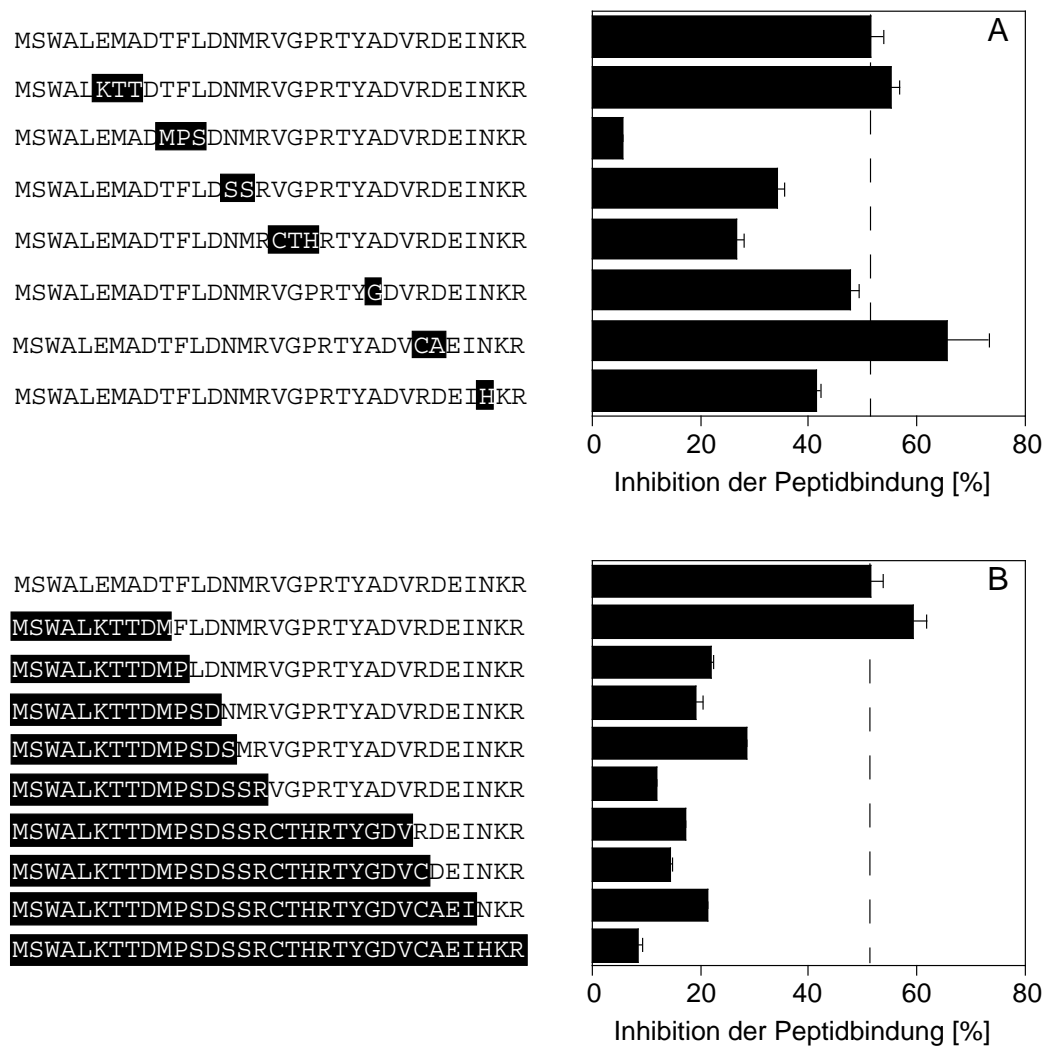 MSWALEMADTFLDNMRVGPRTYADVRDEINKR
MSWALKTTDTFLDNMRVGPRTYADVRDEINKR
MSWALEMADMPSDNMRVGPRTYADVRDEINKR
MSWALEMADTFLDSSRVGPRTYADVRDEINKR
MSWALEMADTFLDNMRCTHRTYADVRDEINKR
MSWALEMADTFLDNMRVGPRTYGDVRDEINKR
MSWALEMADTFLDNMRVGPRTYADVCAEINKR
MSWALEMADTFLDNMRVGPRTYADVRDEIHKR
A
0 20 40 60 80
Inhibition der Peptidbindung [%]
MSWALEMADTFLDNMRVGPRTYADVRDEINKR
MSWALKTTDMFLDNMRVGPRTYADVRDEINKR
MSWALKTTDMPLDNMRVGPRTYADVRDEINKR
MSWALKTTDMPSDNMRVGPRTYADVRDEINKR
MSWALKTTDMPSDSMRVGPRTYADVRDEINKR
MSWALKTTDMPSDSSRVGPRTYADVRDEINKR
MSWALKTTDMPSDSSRCTHRTYGDVRDEINKR
MSWALKTTDMPSDSSRCTHRTYGDVCDEINKR
MSWALKTTDMPSDSSRCTHRTYGDVCAEINKR
MSWALKTTDMPSDSSRCTHRTYGDVCAEIHKR
B
0 20 40 60 80
Inhibition der Peptidbindung [%]